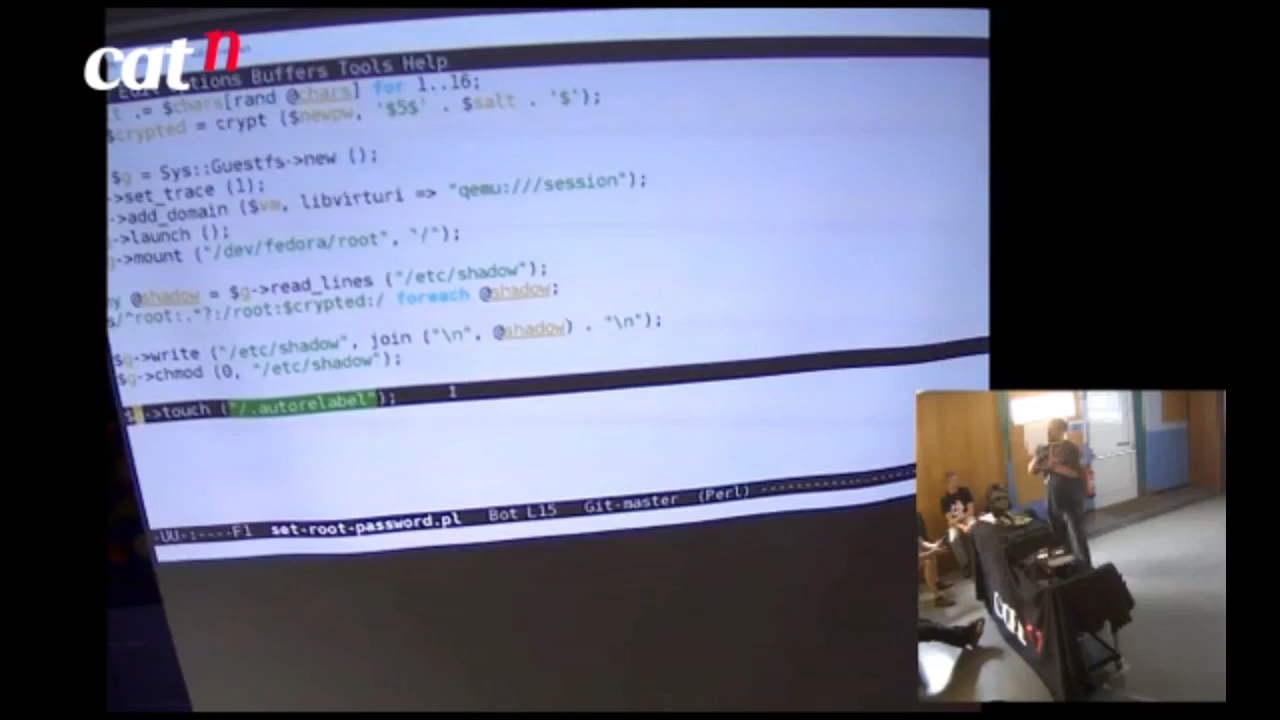 cat n
tions Buffers Tools Help
t .= $chars[rand @chars] for 1..16;
$crypted = crypt ($newpw, '$5$' . $salt . '$');
$g = Sys::Guestfs->new ();
->set_trace (1);
->add_domain ($vm, libvirturi => "qemu:///session");
->launch ();
->mount ("/dev/fedora/root", "/");
my @shadow = $g->read_lines ("/etc/shadow");
s/^root:.*?:/root:$crypted:/ foreach @shadow;
$g->write ("/etc/shadow", join ("\n", @shadow) . "\n");
$g->chmod (0, "/etc/shadow");
$g->touch ("/.autorelabel");
-UU-:----F1 set-root-password.pl Bot L15 Git-master (Perl)
cat n